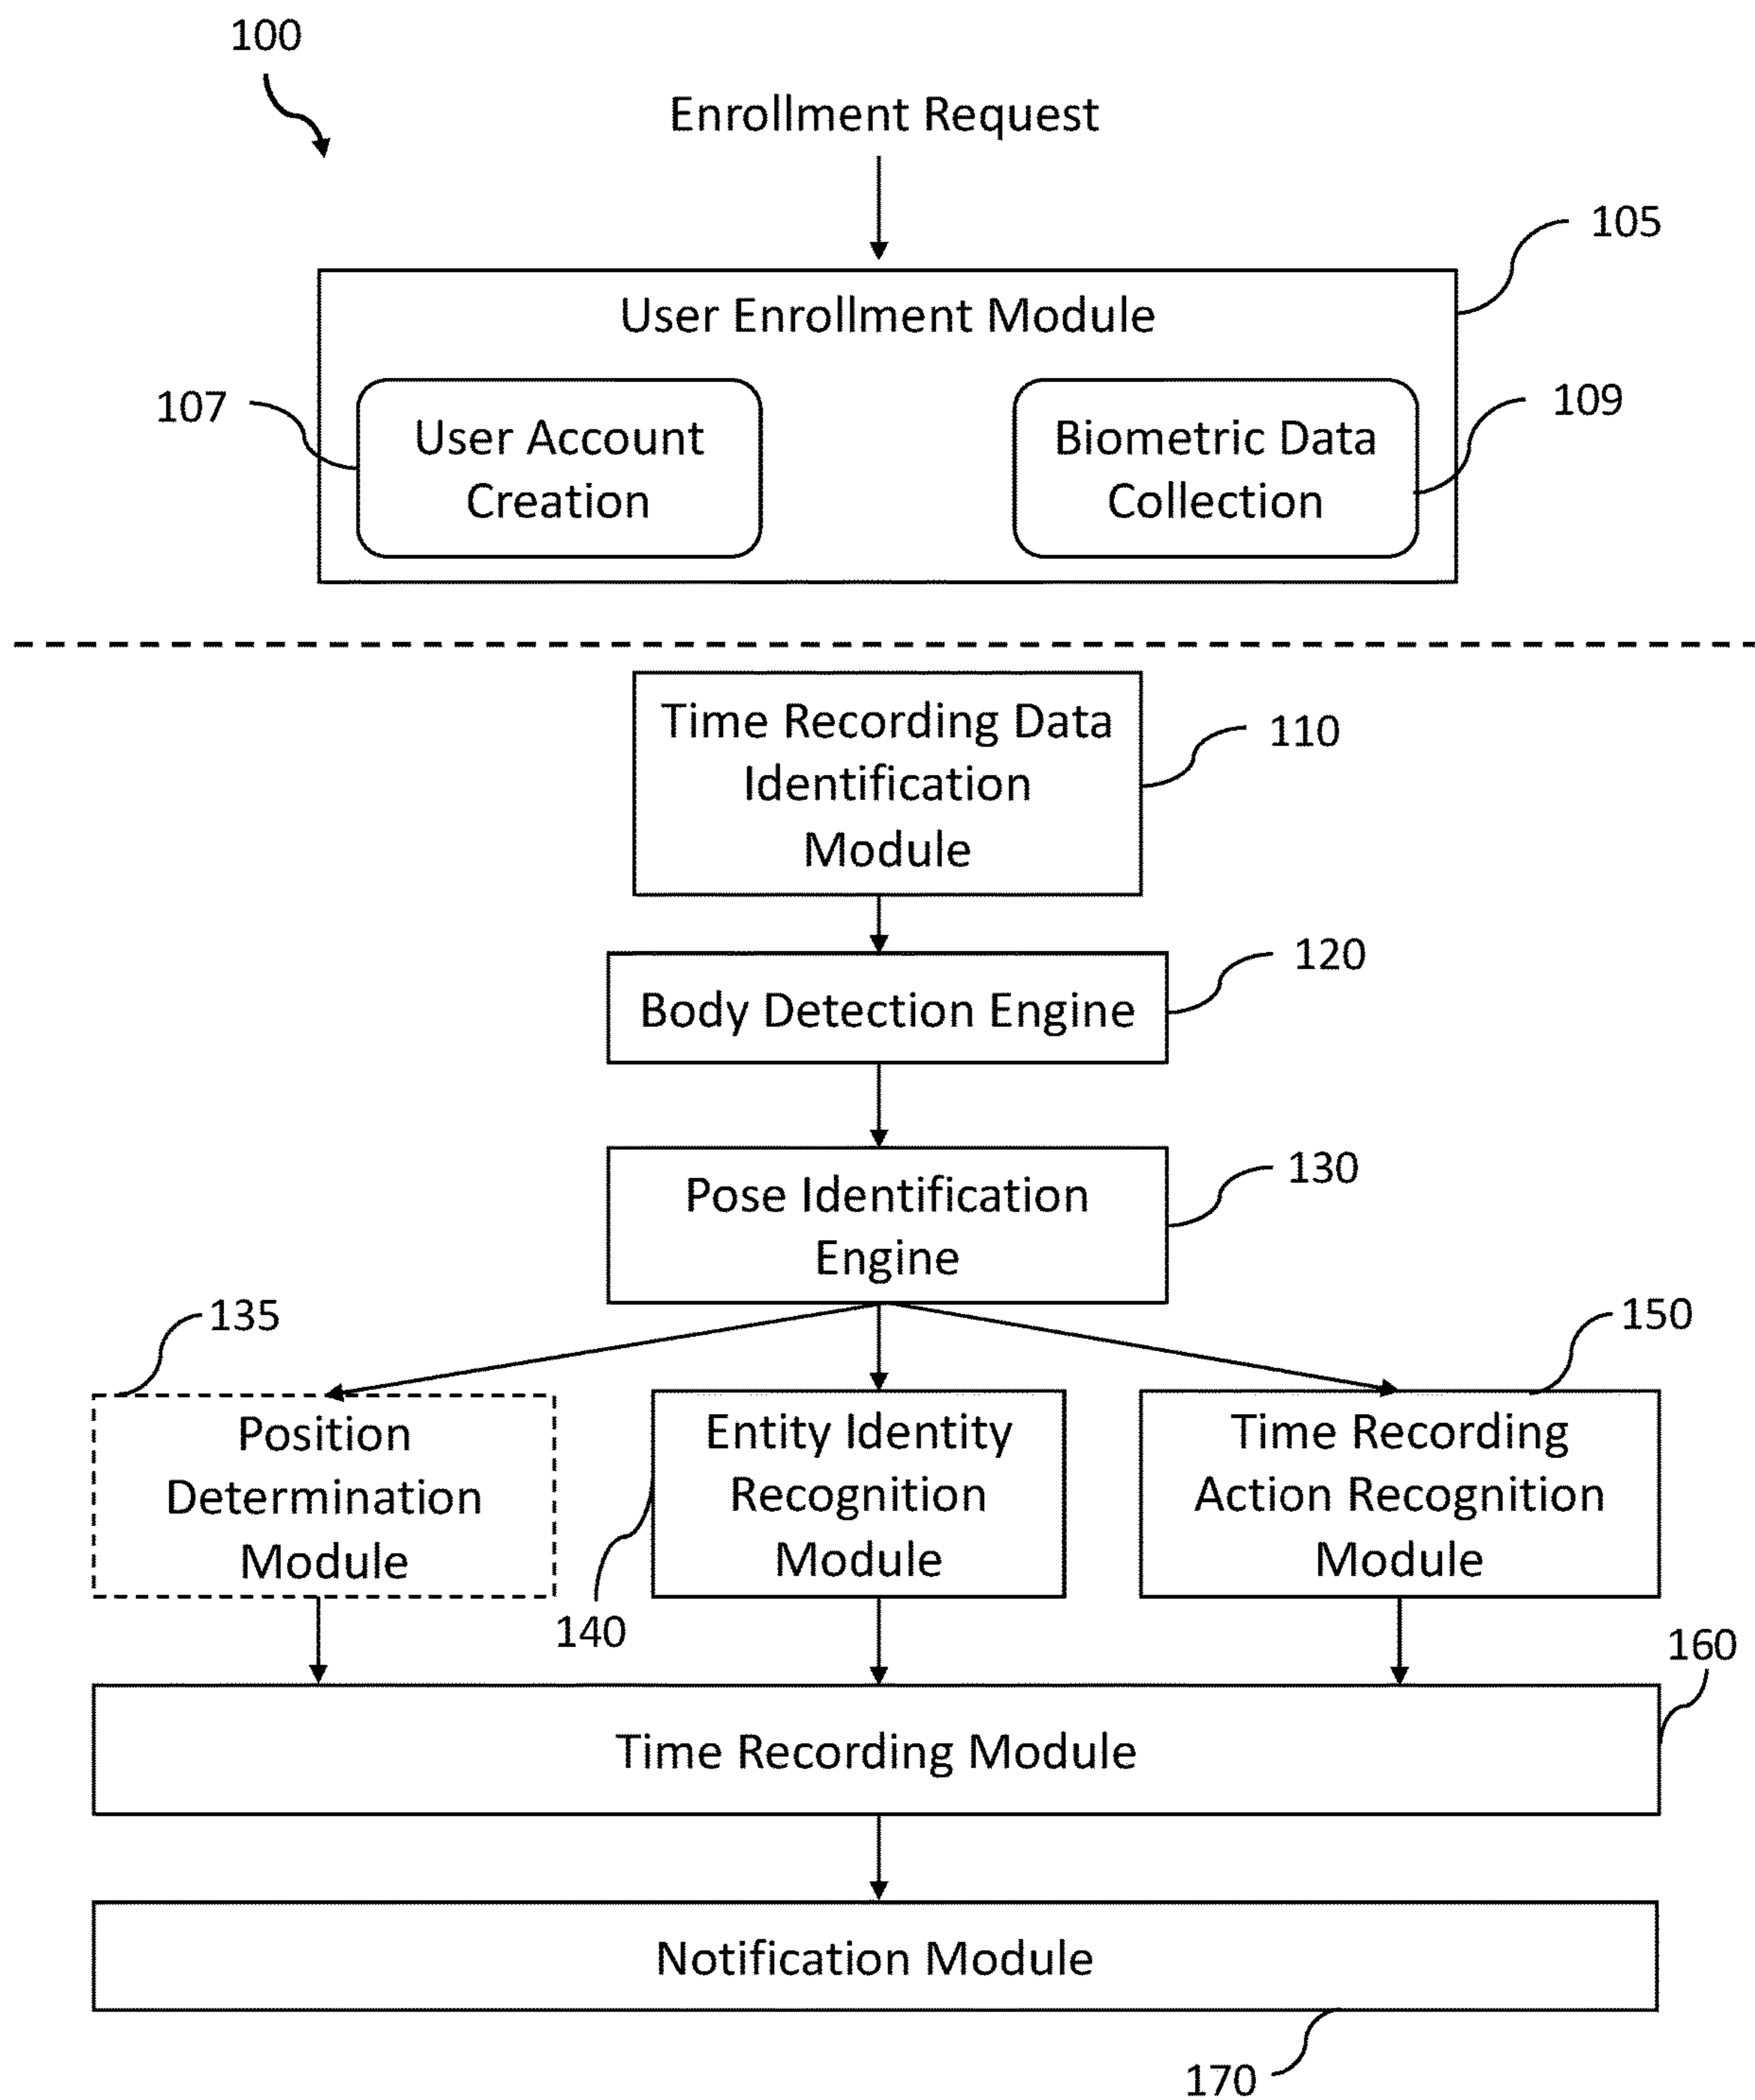 100
Enrollment Request
105
User Enrollment Module
107
User Account
Creation
Biometric Data
Collection
109
Time Recording Data
Identification
Module
110
Body Detection Engine
120
Pose Identification
Engine
130
135
Position
Determination
Module
140
Entity Identity
Recognition
Module
150
Time Recording
Action Recognition
Module
160
Time Recording Module
Notification Module
170